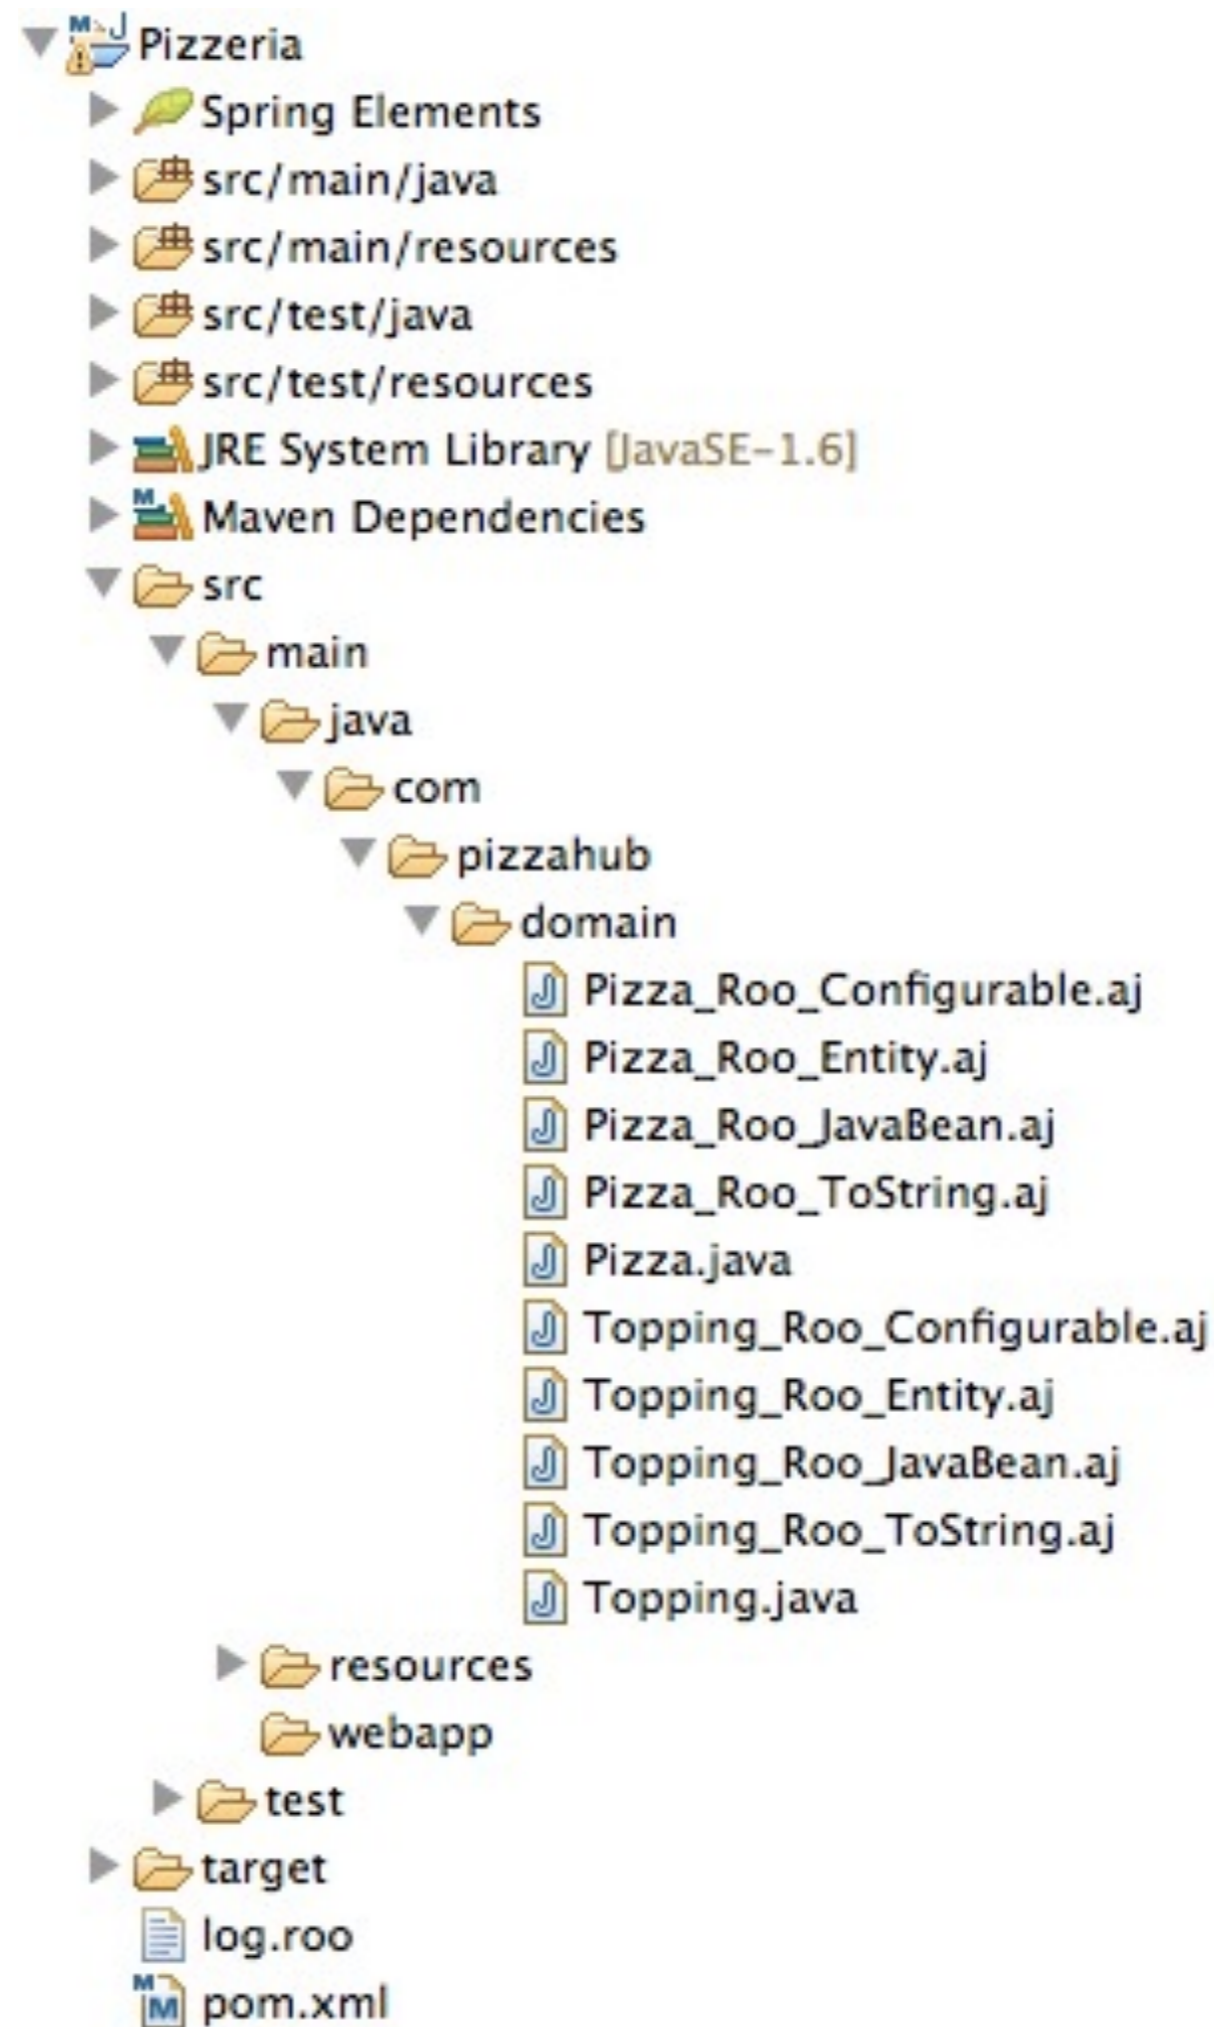 Pizzeria
Spring Elements
src/main/java
src/main/resources
src/test/java
src/test/resources
JRE System Library [JavaSE-1.6]
Maven Dependencies
src
main
java
com
pizzahub
domain
Pizza_Roo_Configurable.aj
Pizza_Roo_Entity.aj
Pizza_Roo_JavaBean.aj
Pizza_Roo_ToString.aj
Pizza.java
Topping_Roo_Configurable.aj
Topping_Roo_Entity.aj
Topping_Roo_JavaBean.aj
Topping_Roo_ToString.aj
Topping.java
resources
webapp
test
target
log.roo
pom.xml